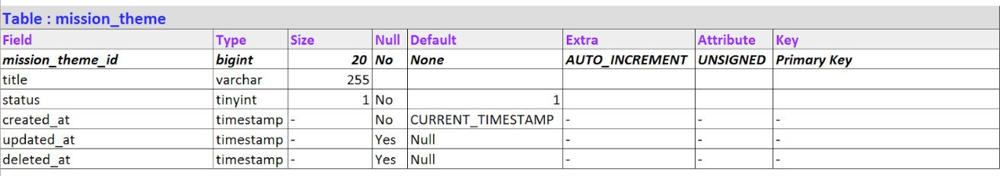 Table : mission_theme
Field Type Size Null Default Extra Attribute Key
mission_theme_id bigint 20 No None AUTO_INCREMENT UNSIGNED Primary Key
title varchar 255
status tinyint 1 No 1
created_at timestamp - No CURRENT_TIMESTAMP - - -
updated_at timestamp - Yes Null - - -
deleted_at timestamp - Yes Null - - -